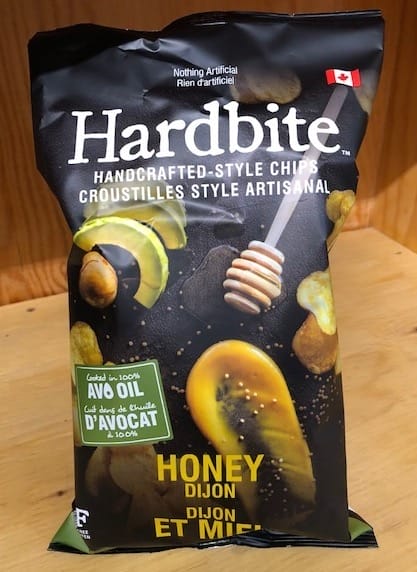 Nothing Artificial
Rien d'artificiel
Hardbite™
HANDCRAFTED-STYLE CHIPS
CROUSTILLES STYLE ARTISANAL
Cooked in 100%
AVO OIL
Cuit dans de l'huile
D'AVOCAT
à 100%
HONEY
DIJON
DIJON
ET MIEL